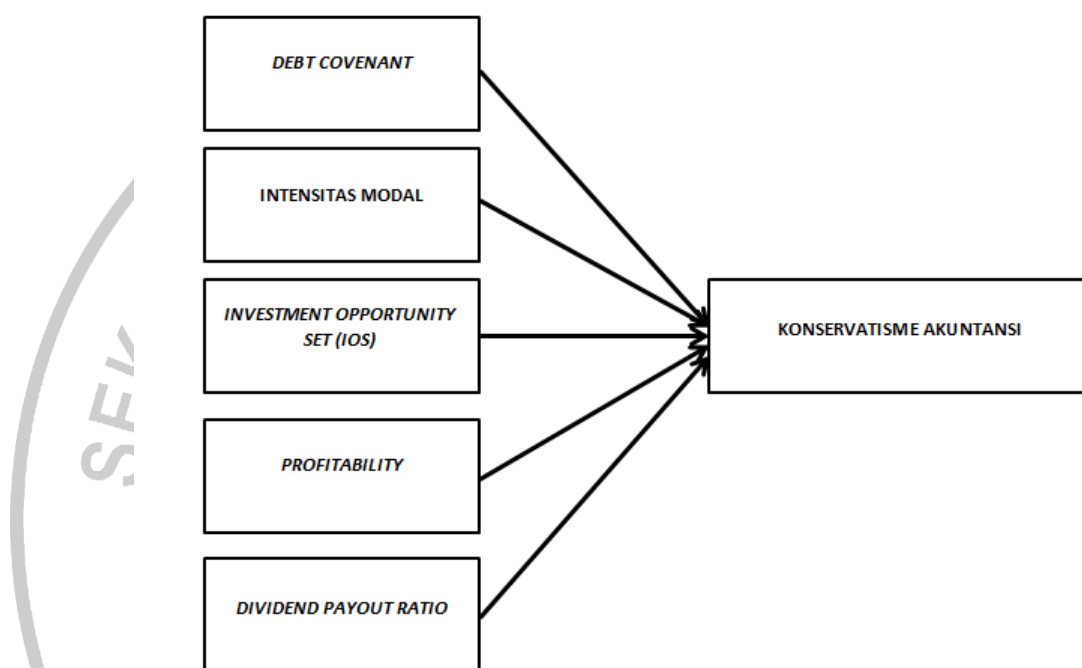 DEBT COVENANT
INTENSITAS MODAL
INVESTMENT OPPORTUNITY
SET (IOS)
KONSERVATISME AKUNTANSI
PROFITABILITY
DIVIDEND PAYOUT RATIO